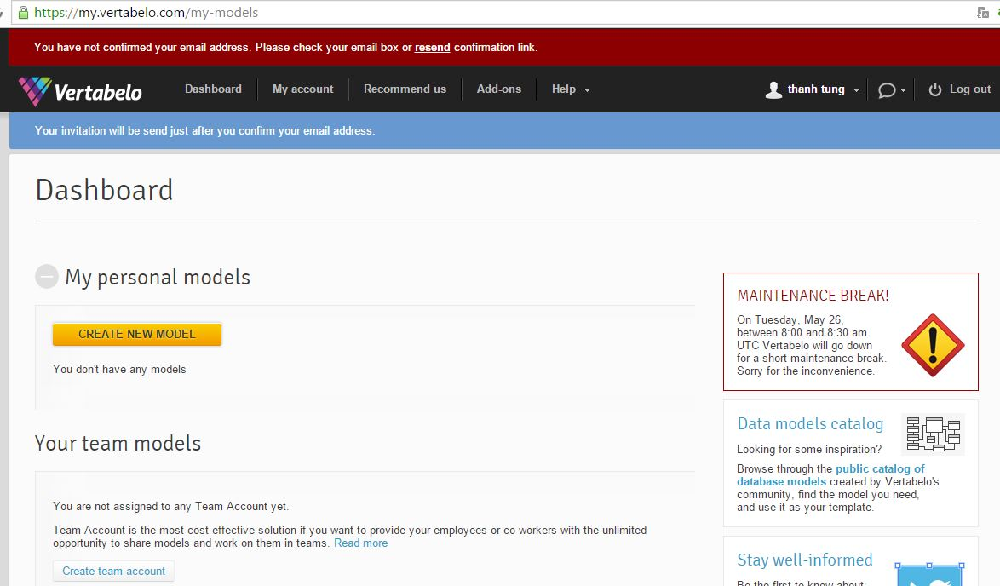 https://my.vertabelo.com/my-models
You have not confirmed your email address. Please check your email box or resend confirmation link.
Vertabelo
Dashboard
My account
Recommend us
Add-ons
Help
thanh tung
Log out
Your invitation will be send just after you confirm your email address.
Dashboard
My personal models
CREATE NEW MODEL
You don't have any models
Your team models
You are not assigned to any Team Account yet.
Team Account is the most cost-effective solution if you want to provide your employees or co-workers with the unlimited
opportunity to share models and work on them in teams. Read more
Create team account
MAINTENANCE BREAK!
On Tuesday, May 26,
between 8:00 and 8:30 am
UTC Vertabelo will go down
for a short maintenance break.
Sorry for the inconvenience.
Data models catalog
Looking for some inspiration?
Browse through the public catalog of
database models created by Vertabelo's
community, find the model you need,
and use it as your template.
Stay well-informed
Be the first to know about: